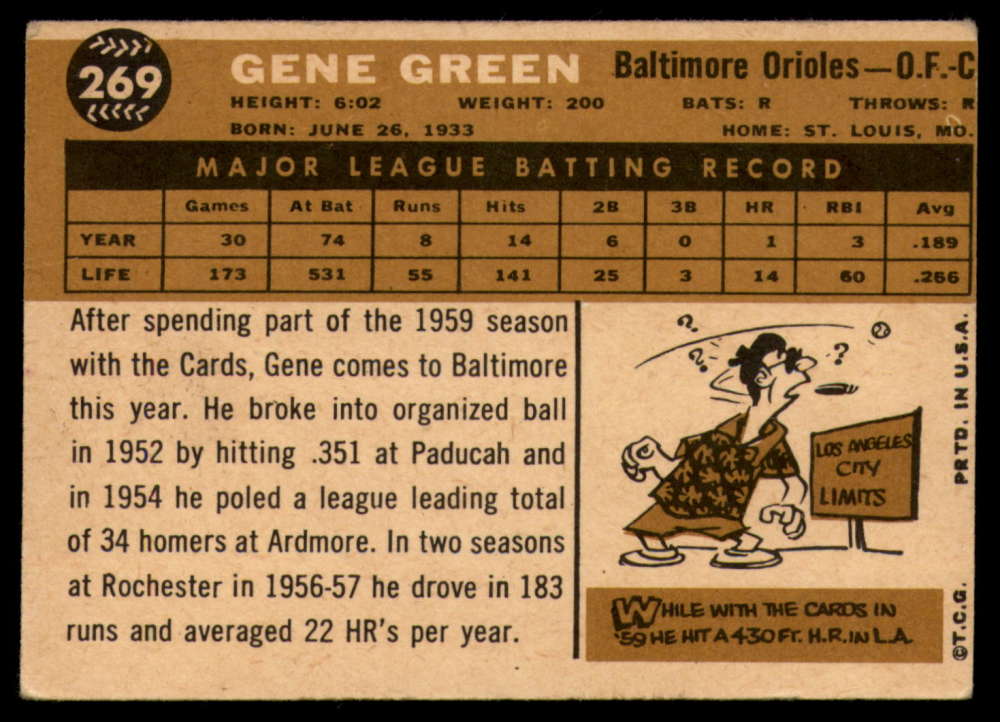 269
GENE GREEN Baltimore Orioles—O.F.-C
HEIGHT: 6:02 WEIGHT: 200 BATS: R THROWS: R
BORN: JUNE 26, 1933 HOME: ST. LOUIS, MO.
MAJOR LEAGUE BATTING RECORD
Games At Bat Runs Hits 2B 3B HR RBI Avg
YEAR 30 74 8 14 6 0 1 3 .189
LIFE 173 531 55 141 25 3 14 60 .266
After spending part of the 1959 season
with the Cards, Gene comes to Baltimore
this year. He broke into organized ball
in 1952 by hitting .351 at Paducah and
in 1954 he poled a league leading total
of 34 homers at Ardmore. In two seasons
at Rochester in 1956-57 he drove in 183
runs and averaged 22 HR's per year.
? ? ?
LOS ANGELES
CITY
LIMITS
WHILE WITH THE CARDS IN
'59 HE HIT A 430 FT. H.R. IN L.A.
©T.C.G. PRTD. IN U.S.A.